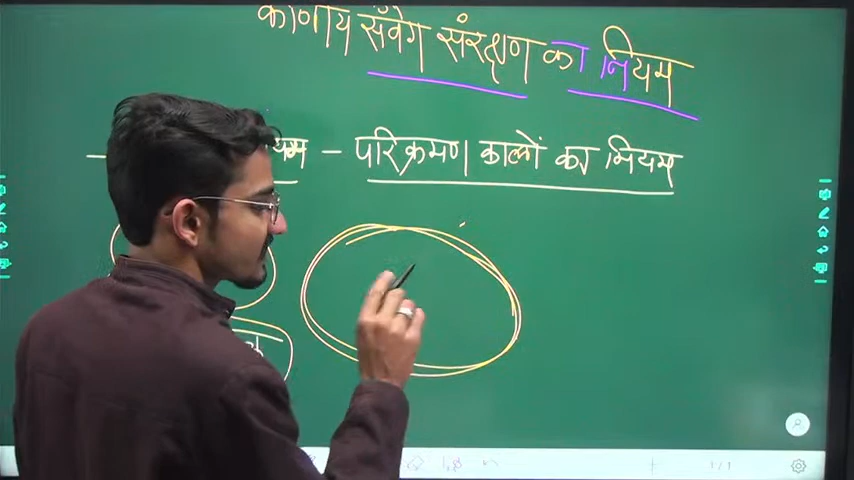 कोणीय संवेग संरक्षण का नियम
– परिक्रमण कालों का नियम